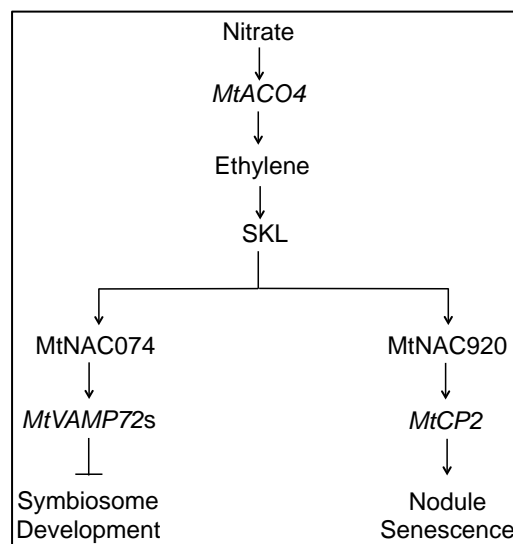 Nitrate
MtACO4
Ethylene
SKL
MtNAC074
MtNAC920
MtVAMP72s
MtCP2
Symbiosome
Development
Nodule
Senescence